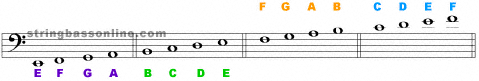 F G A B C D E F
stringbassonline.com
E F G A B C D E